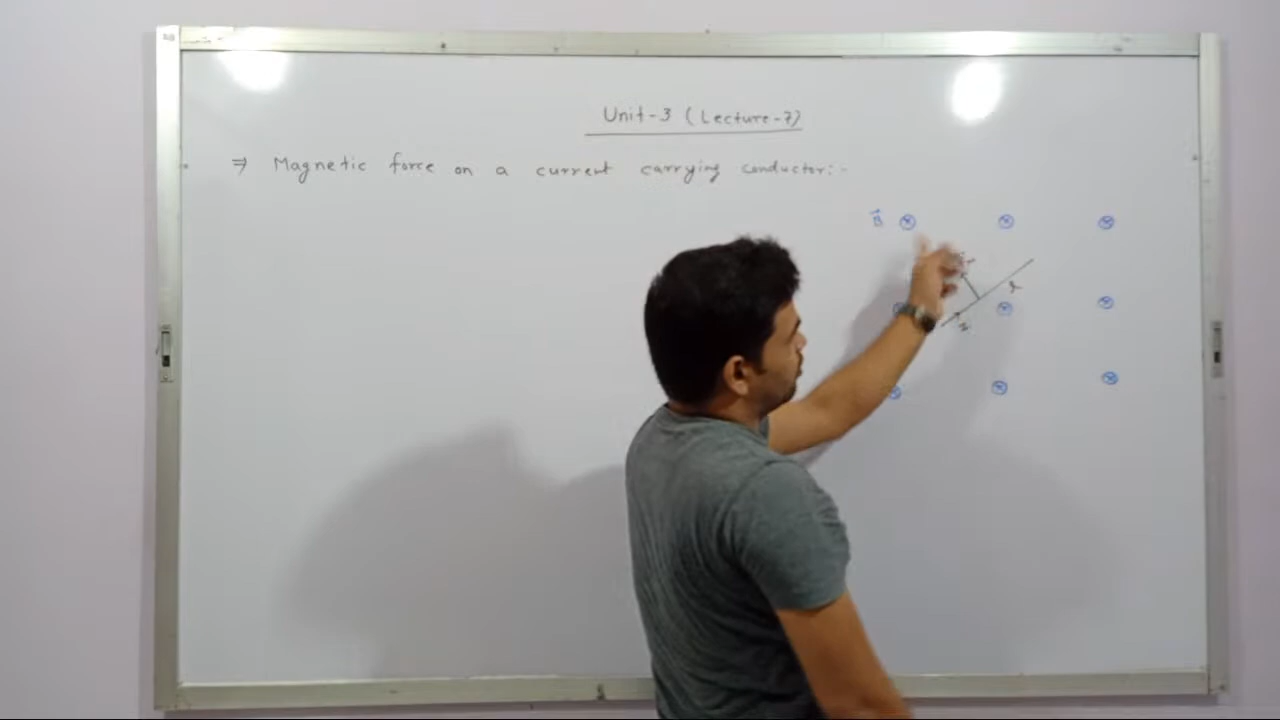 Unit-3 (Lecture-7)
⇒ Magnetic force on a current carrying conductor:-
B⃗
l